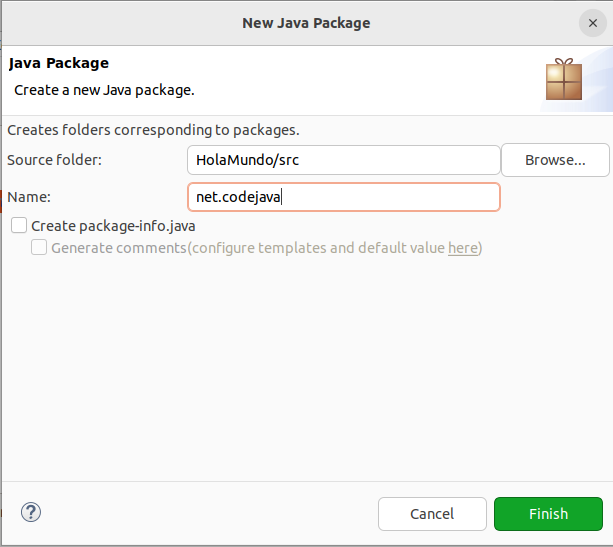 New Java Package
Java Package
Create a new Java package.
Creates folders corresponding to packages.
Source folder: HolaMundo/src Browse...
Name: net.codejava
Create package-info.java
Generate comments(configure templates and default value here)
Cancel Finish